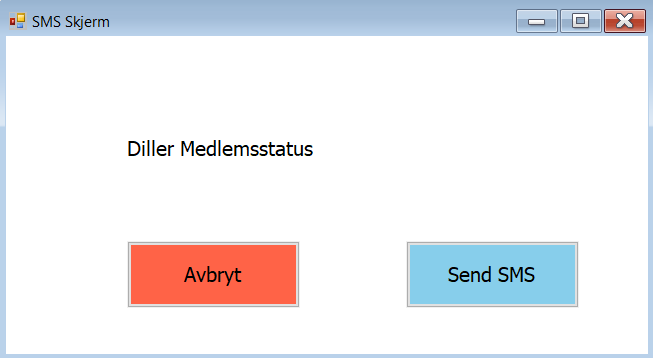 SMS Skjerm
Diller Medlemsstatus
Avbryt
Send SMS